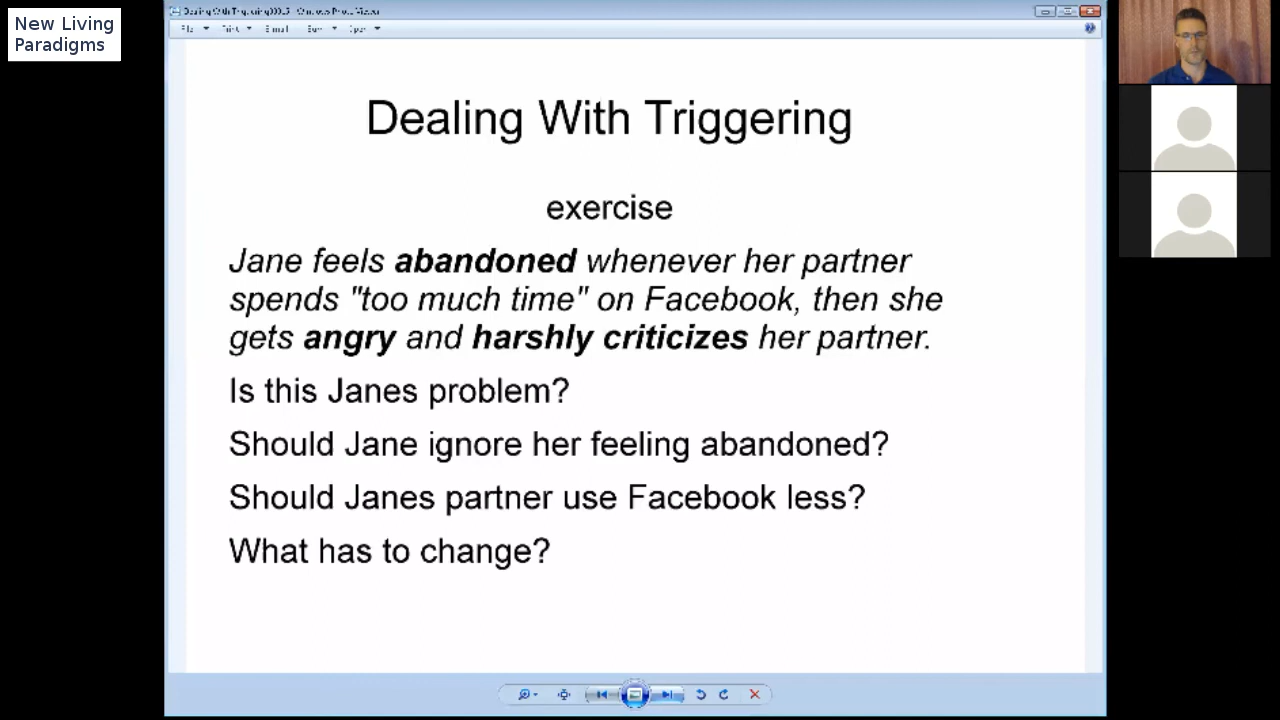 New Living
Paradigms
Dealing With Triggering
exercise
Jane feels abandoned whenever her partner
spends "too much time" on Facebook, then she
gets angry and harshly criticizes her partner.
Is this Janes problem?
Should Jane ignore her feeling abandoned?
Should Janes partner use Facebook less?
What has to change?